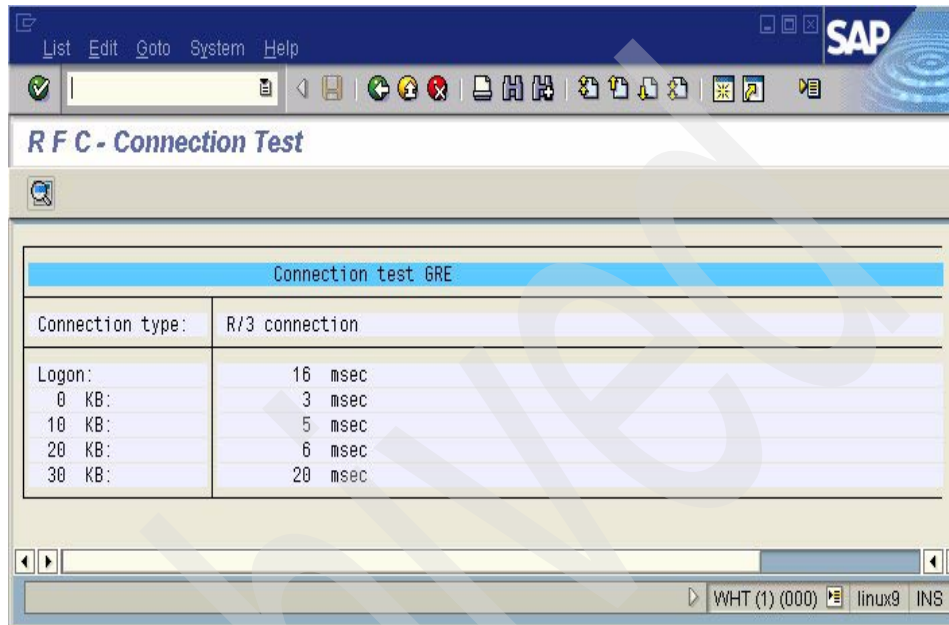 List Edit Goto System Help
SAP
R F C - Connection Test
Connection test GRE
Connection type: R/3 connection
Logon: 16 msec
0 KB: 3 msec
10 KB: 5 msec
20 KB: 6 msec
30 KB: 20 msec
WHT (1) (000) linux9 INS